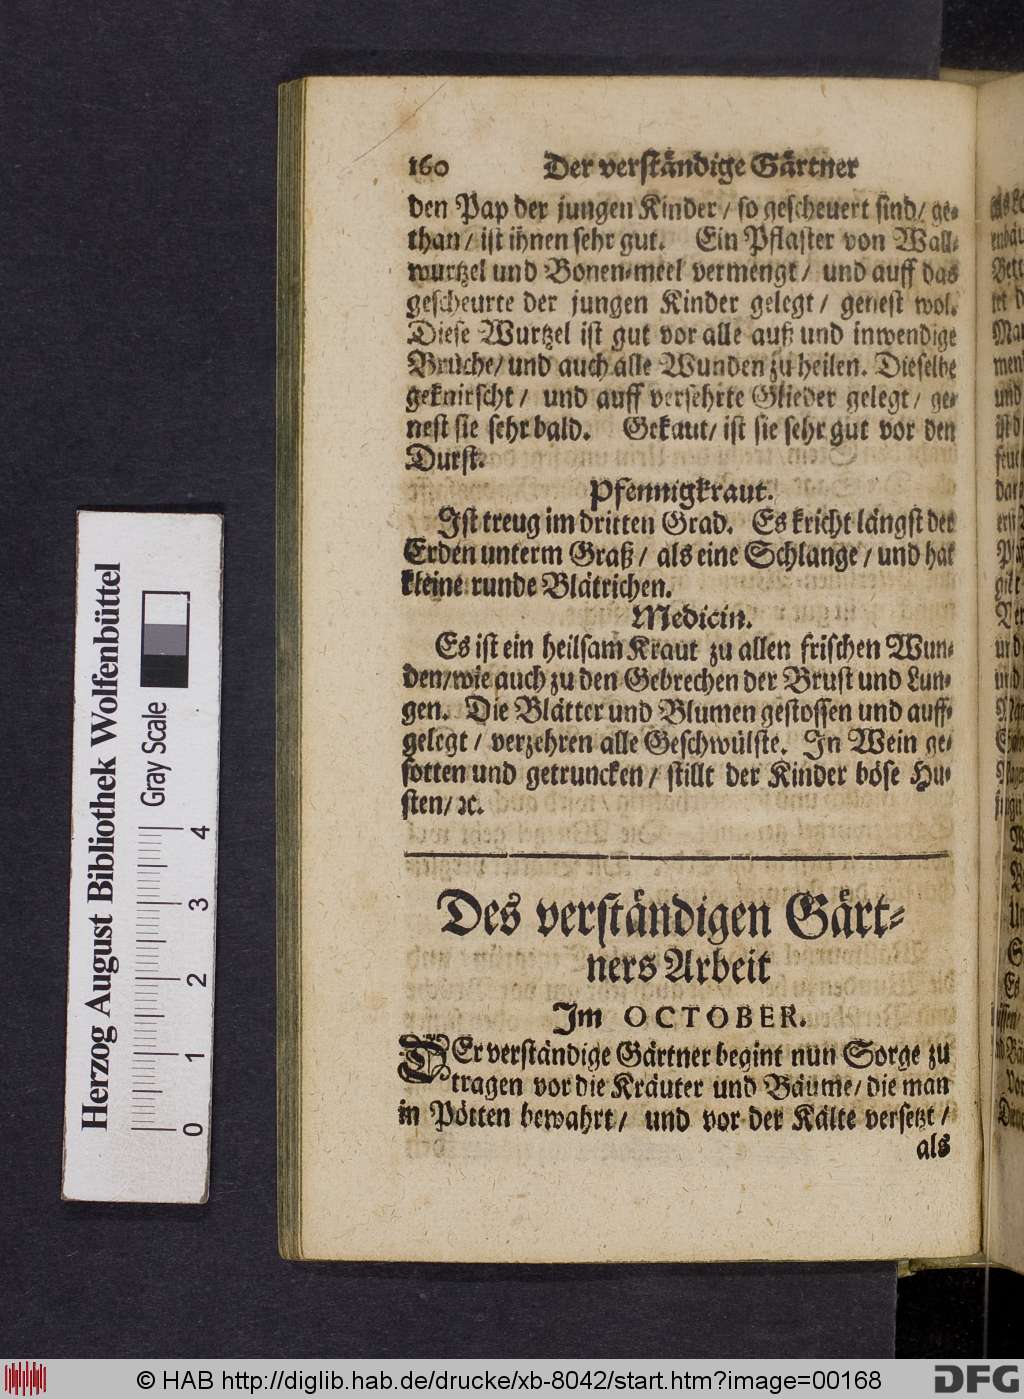 160 Der verständige Gärtner
den Pap der jungen Kinder / so gescheuert sind / ge-
than / ist ihnen sehr gut. Ein Pflaster von Wall-
wurtzel und Bonen-meel vermengt / und auff das
gescheurte der jungen Kinder gelegt / genest wol.
Diese Wurtzel ist gut vor alle auß und inwendige
Brüche / und auch alle Wunden zu heilen. Dieselbe
geknirscht / und auff versehrte Glieder gelegt / ge-
nest sie sehr bald. Gekaut / ist sie sehr gut vor den
Durst.
Pfennigkraut.
Ist treug im dritten Grad. Es kricht längst der
Erden unterm Graß / als eine Schlange / und hat
kleine runde Blätrichen.
Medicin.
Es ist ein heilsam Kraut zu allen frischen Wun-
den / wie auch zu den Gebrechen der Brust und Lun-
gen. Die Blätter und Blumen gestossen und auff-
gelegt / verzehren alle Geschwülste. In Wein ge-
sotten und getruncken / stillt der Kinder böse Hu-
sten / ꝛc.
Des verständigen Gärt-
ners Arbeit
Im OCTOBER.
DEr verständige Gärtner begint nun Sorge zu
tragen vor die Kräuter und Bäume / die man
in Pötten bewahrt / und vor der Kälte versetzt /
als
Herzog August Bibliothek Wolfenbüttel
Gray Scale
0 1 2 3 4
© HAB http://diglib.hab.de/drucke/xb-8042/start.htm?image=00168
DFG